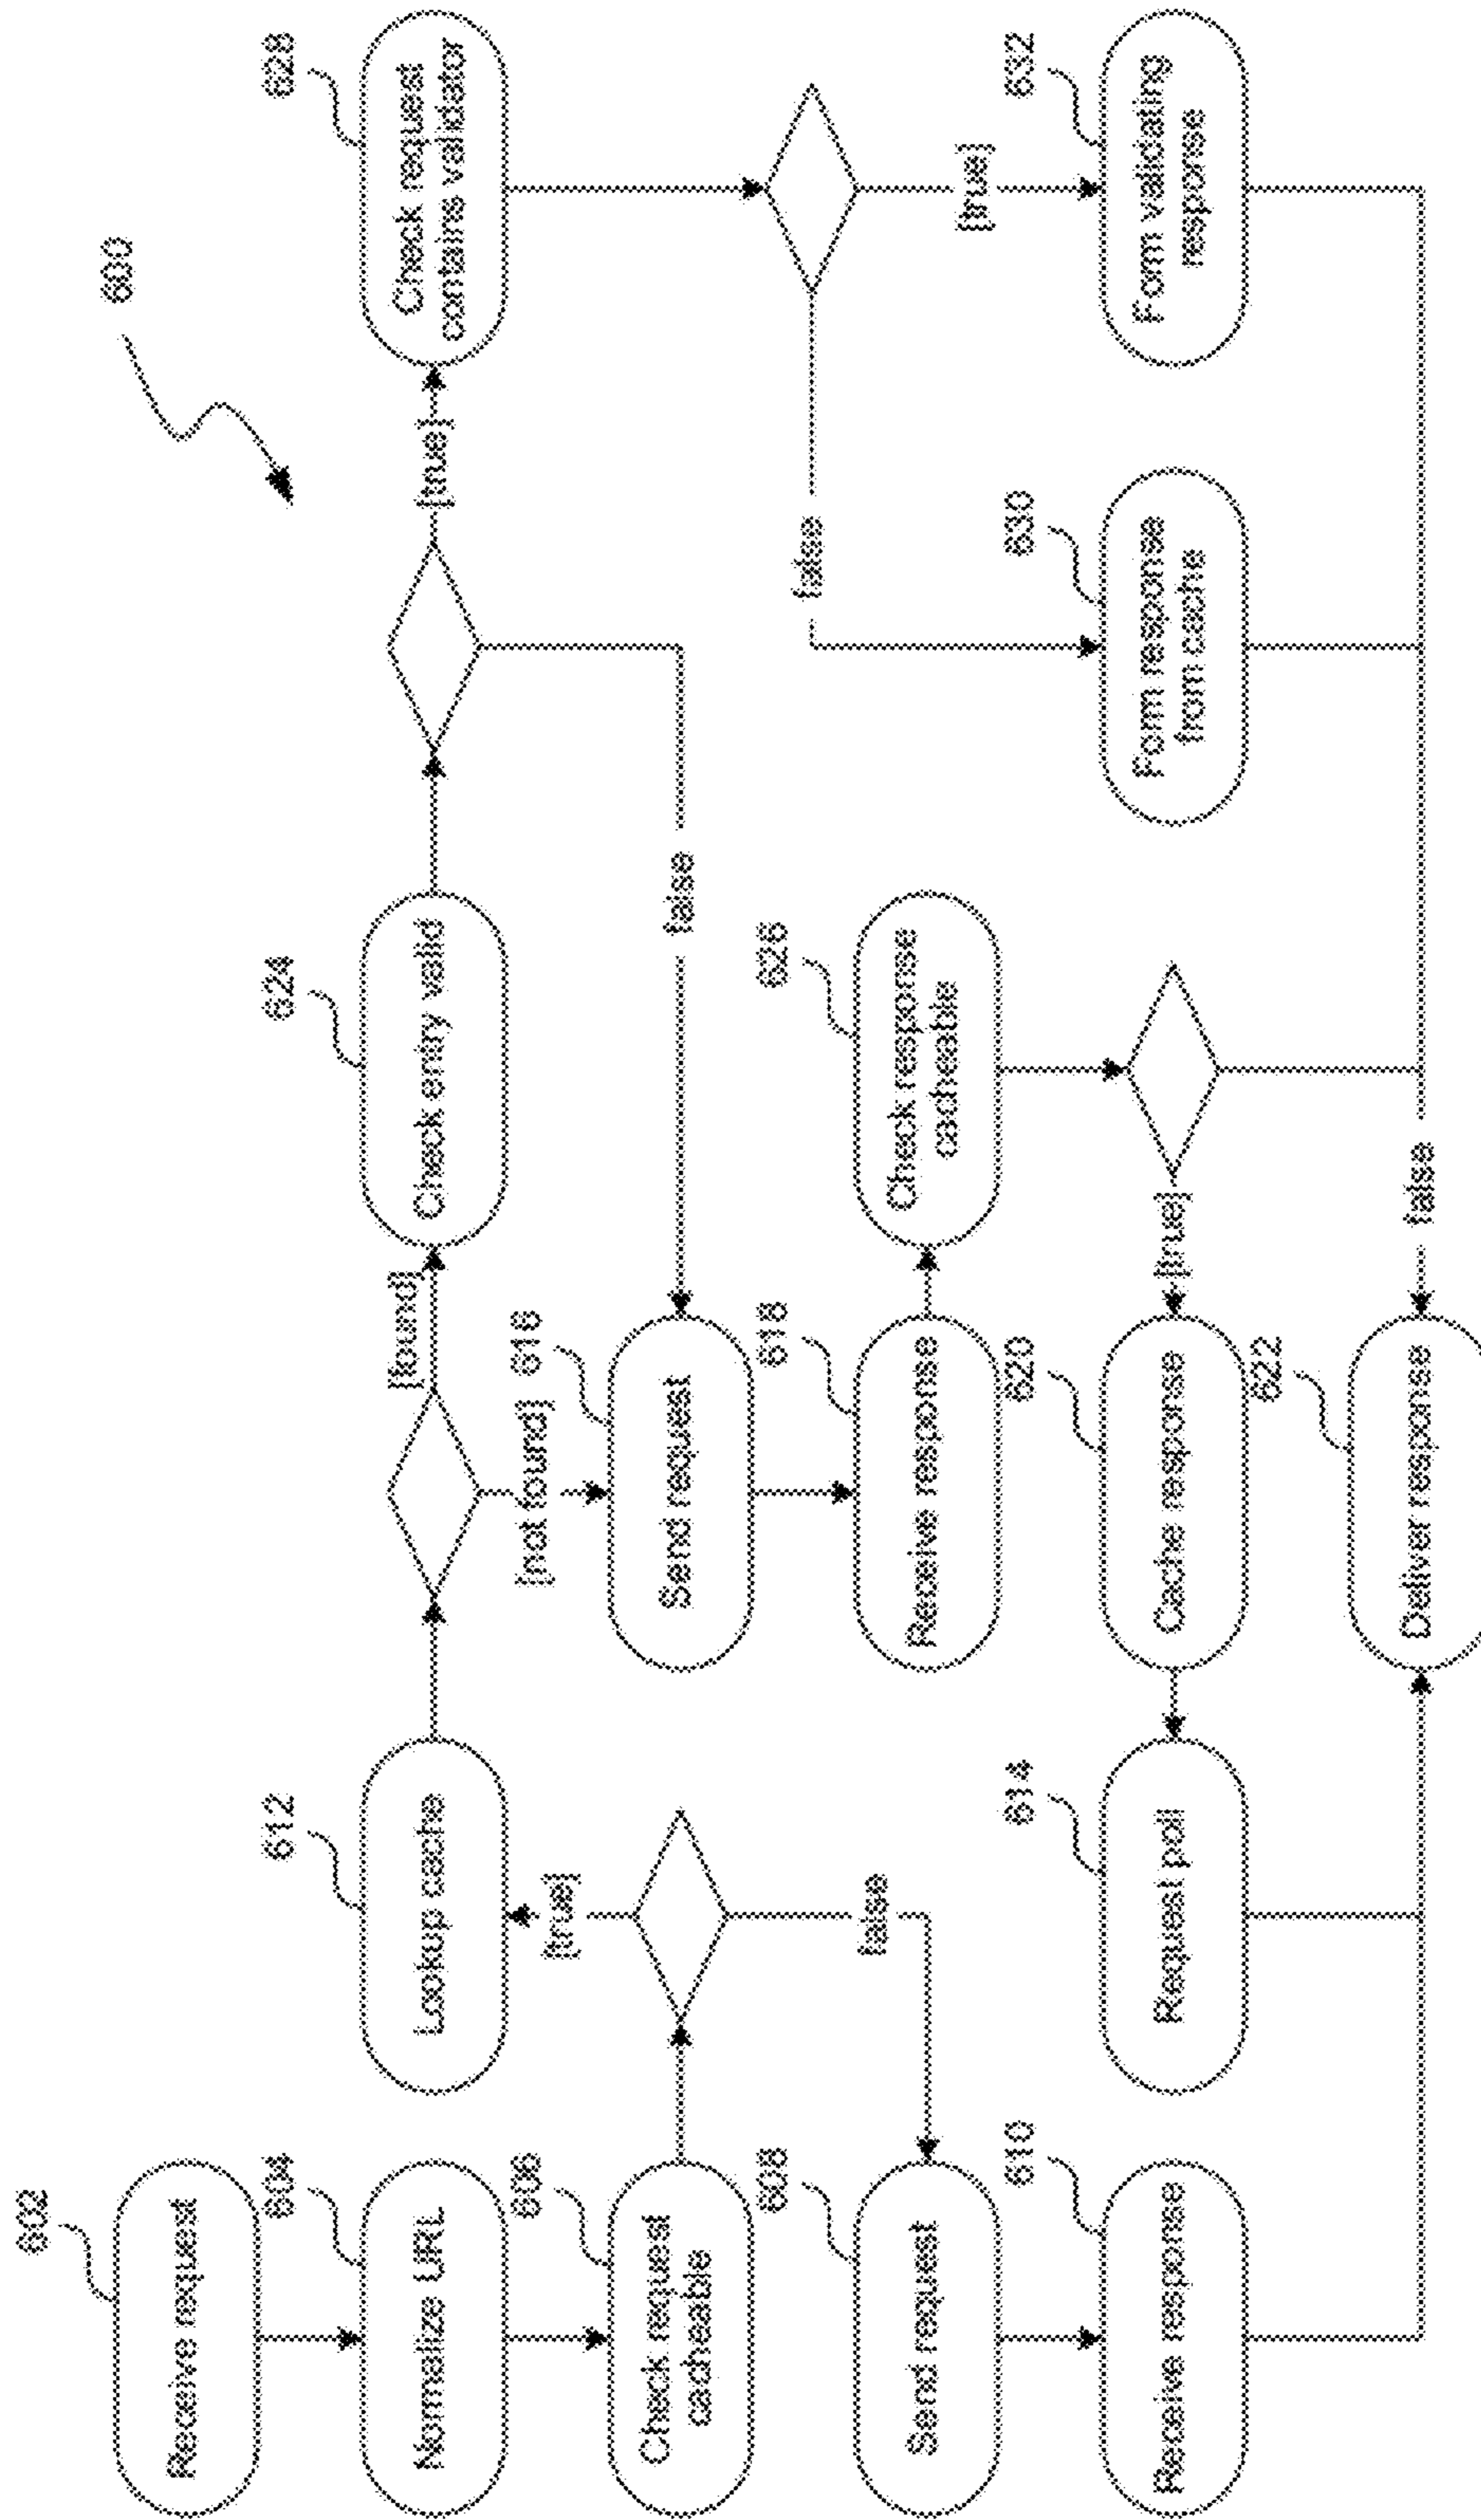 600
602
Receive request
604
Normalize URL
606
Check request
cacheable
[true]
false
608
Send request
610
Receive response
612
Lookup cache
[found]
[not found]
616
Send request
618
Receive response
620
Cache response
614
Request poll
622
Deliver response
624
Check entry valid
[true]
false
626
Check response
cacheable
[true]
false
628
Check request
contains validator
[true]
false
630
Form response
from cache
632
Form validating
response